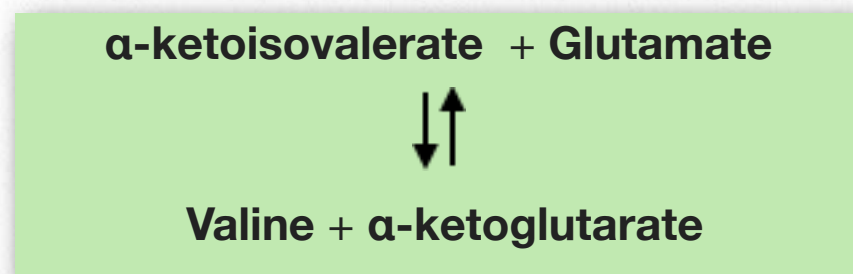 α-ketoisovalerate + Glutamate
Valine + α-ketoglutarate